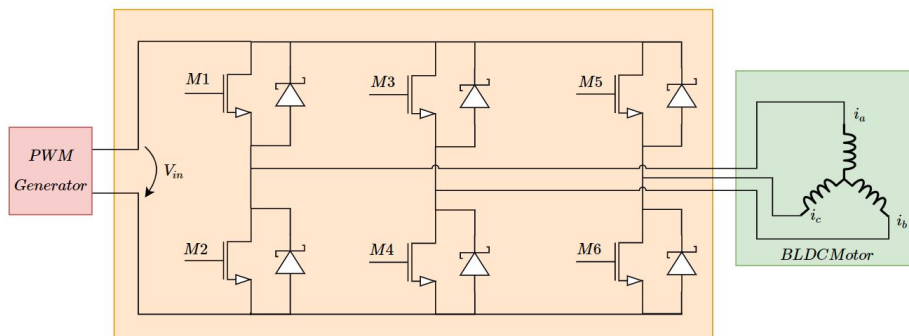 M1
M3
M5
PWM
Generator
V_in
i_a
i_c
i_b
M2
M4
M6
BLDCMotor